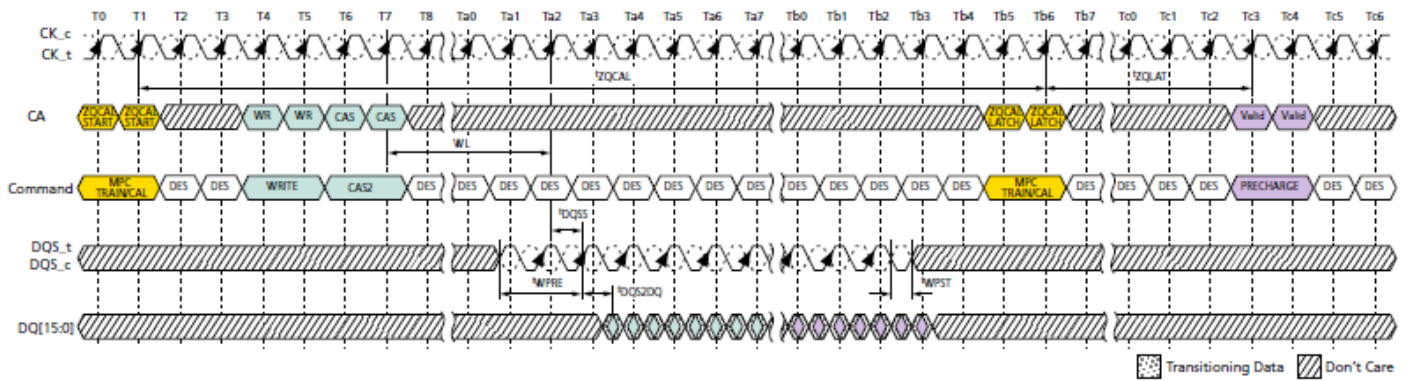 T0 T1 T2 T3 T4 T5 T6 T7 T8 Ta0 Ta1 Ta2 Ta3 Ta4 Ta5 Ta6 Ta7 Tb0 Tb1 Tb2 Tb3 Tb4 Tb5 Tb6 Tb7 Tc0 Tc1 Tc2 Tc3 Tc4 Tc5 Tc6
CK_c
CK_t
tZQCAL tZQLAT
CA ZQCAL START ZQCAL START WR WR CAS CAS ZQCAL LATCH ZQCAL LATCH Valid Valid
WL
Command MPC TRAIN/CAL DES DES WRITE CAS2 DES DES DES DES DES DES DES DES DES DES DES DES DES DES MPC TRAIN/CAL DES DES DES DES PRECHARGE DES DES
tDQSS
DQS_t
DQS_c
tWPRE tDQS2DQ tWPST
DQ[15:0]
Transitioning Data Don't Care